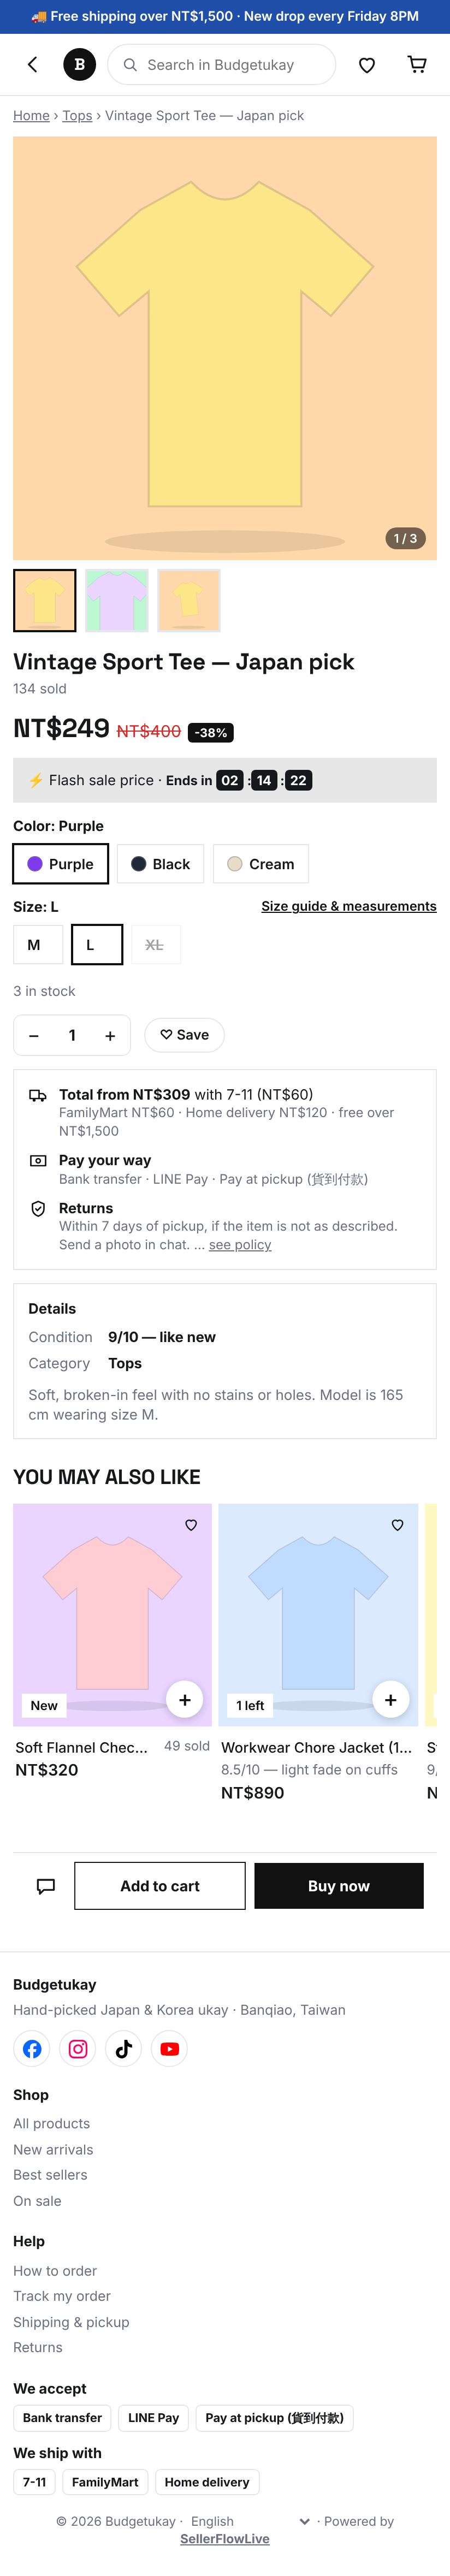 🚚 Free shipping over NT$1,500 · New drop every Friday 8PM
B
Search in Budgetukay
Home › Tops › Vintage Sport Tee — Japan pick
1 / 3
Vintage Sport Tee — Japan pick
134 sold
NT$249 NT$400 -38%
⚡ Flash sale price · Ends in 02 : 14 : 22
Color: Purple
Purple Black Cream
Size: L Size guide & measurements
M L XL
3 in stock
− 1 + ♡ Save
Total from NT$309 with 7-11 (NT$60)
FamilyMart NT$60 · Home delivery NT$120 · free over
NT$1,500
Pay your way
Bank transfer · LINE Pay · Pay at pickup (貨到付款)
Returns
Within 7 days of pickup, if the item is not as described.
Send a photo in chat. ... see policy
Details
Condition 9/10 — like new
Category Tops
Soft, broken-in feel with no stains or holes. Model is 165
cm wearing size M.
YOU MAY ALSO LIKE
New
1 left
Soft Flannel Chec... 49 sold
NT$320
Workwear Chore Jacket (1...
8.5/10 — light fade on cuffs
NT$890
St
9/
N
Add to cart
Buy now
Budgetukay
Hand-picked Japan & Korea ukay · Banqiao, Taiwan
Shop
All products
New arrivals
Best sellers
On sale
Help
How to order
Track my order
Shipping & pickup
Returns
We accept
Bank transfer LINE Pay Pay at pickup (貨到付款)
We ship with
7-11 FamilyMart Home delivery
© 2026 Budgetukay · English · Powered by
SellerFlowLive